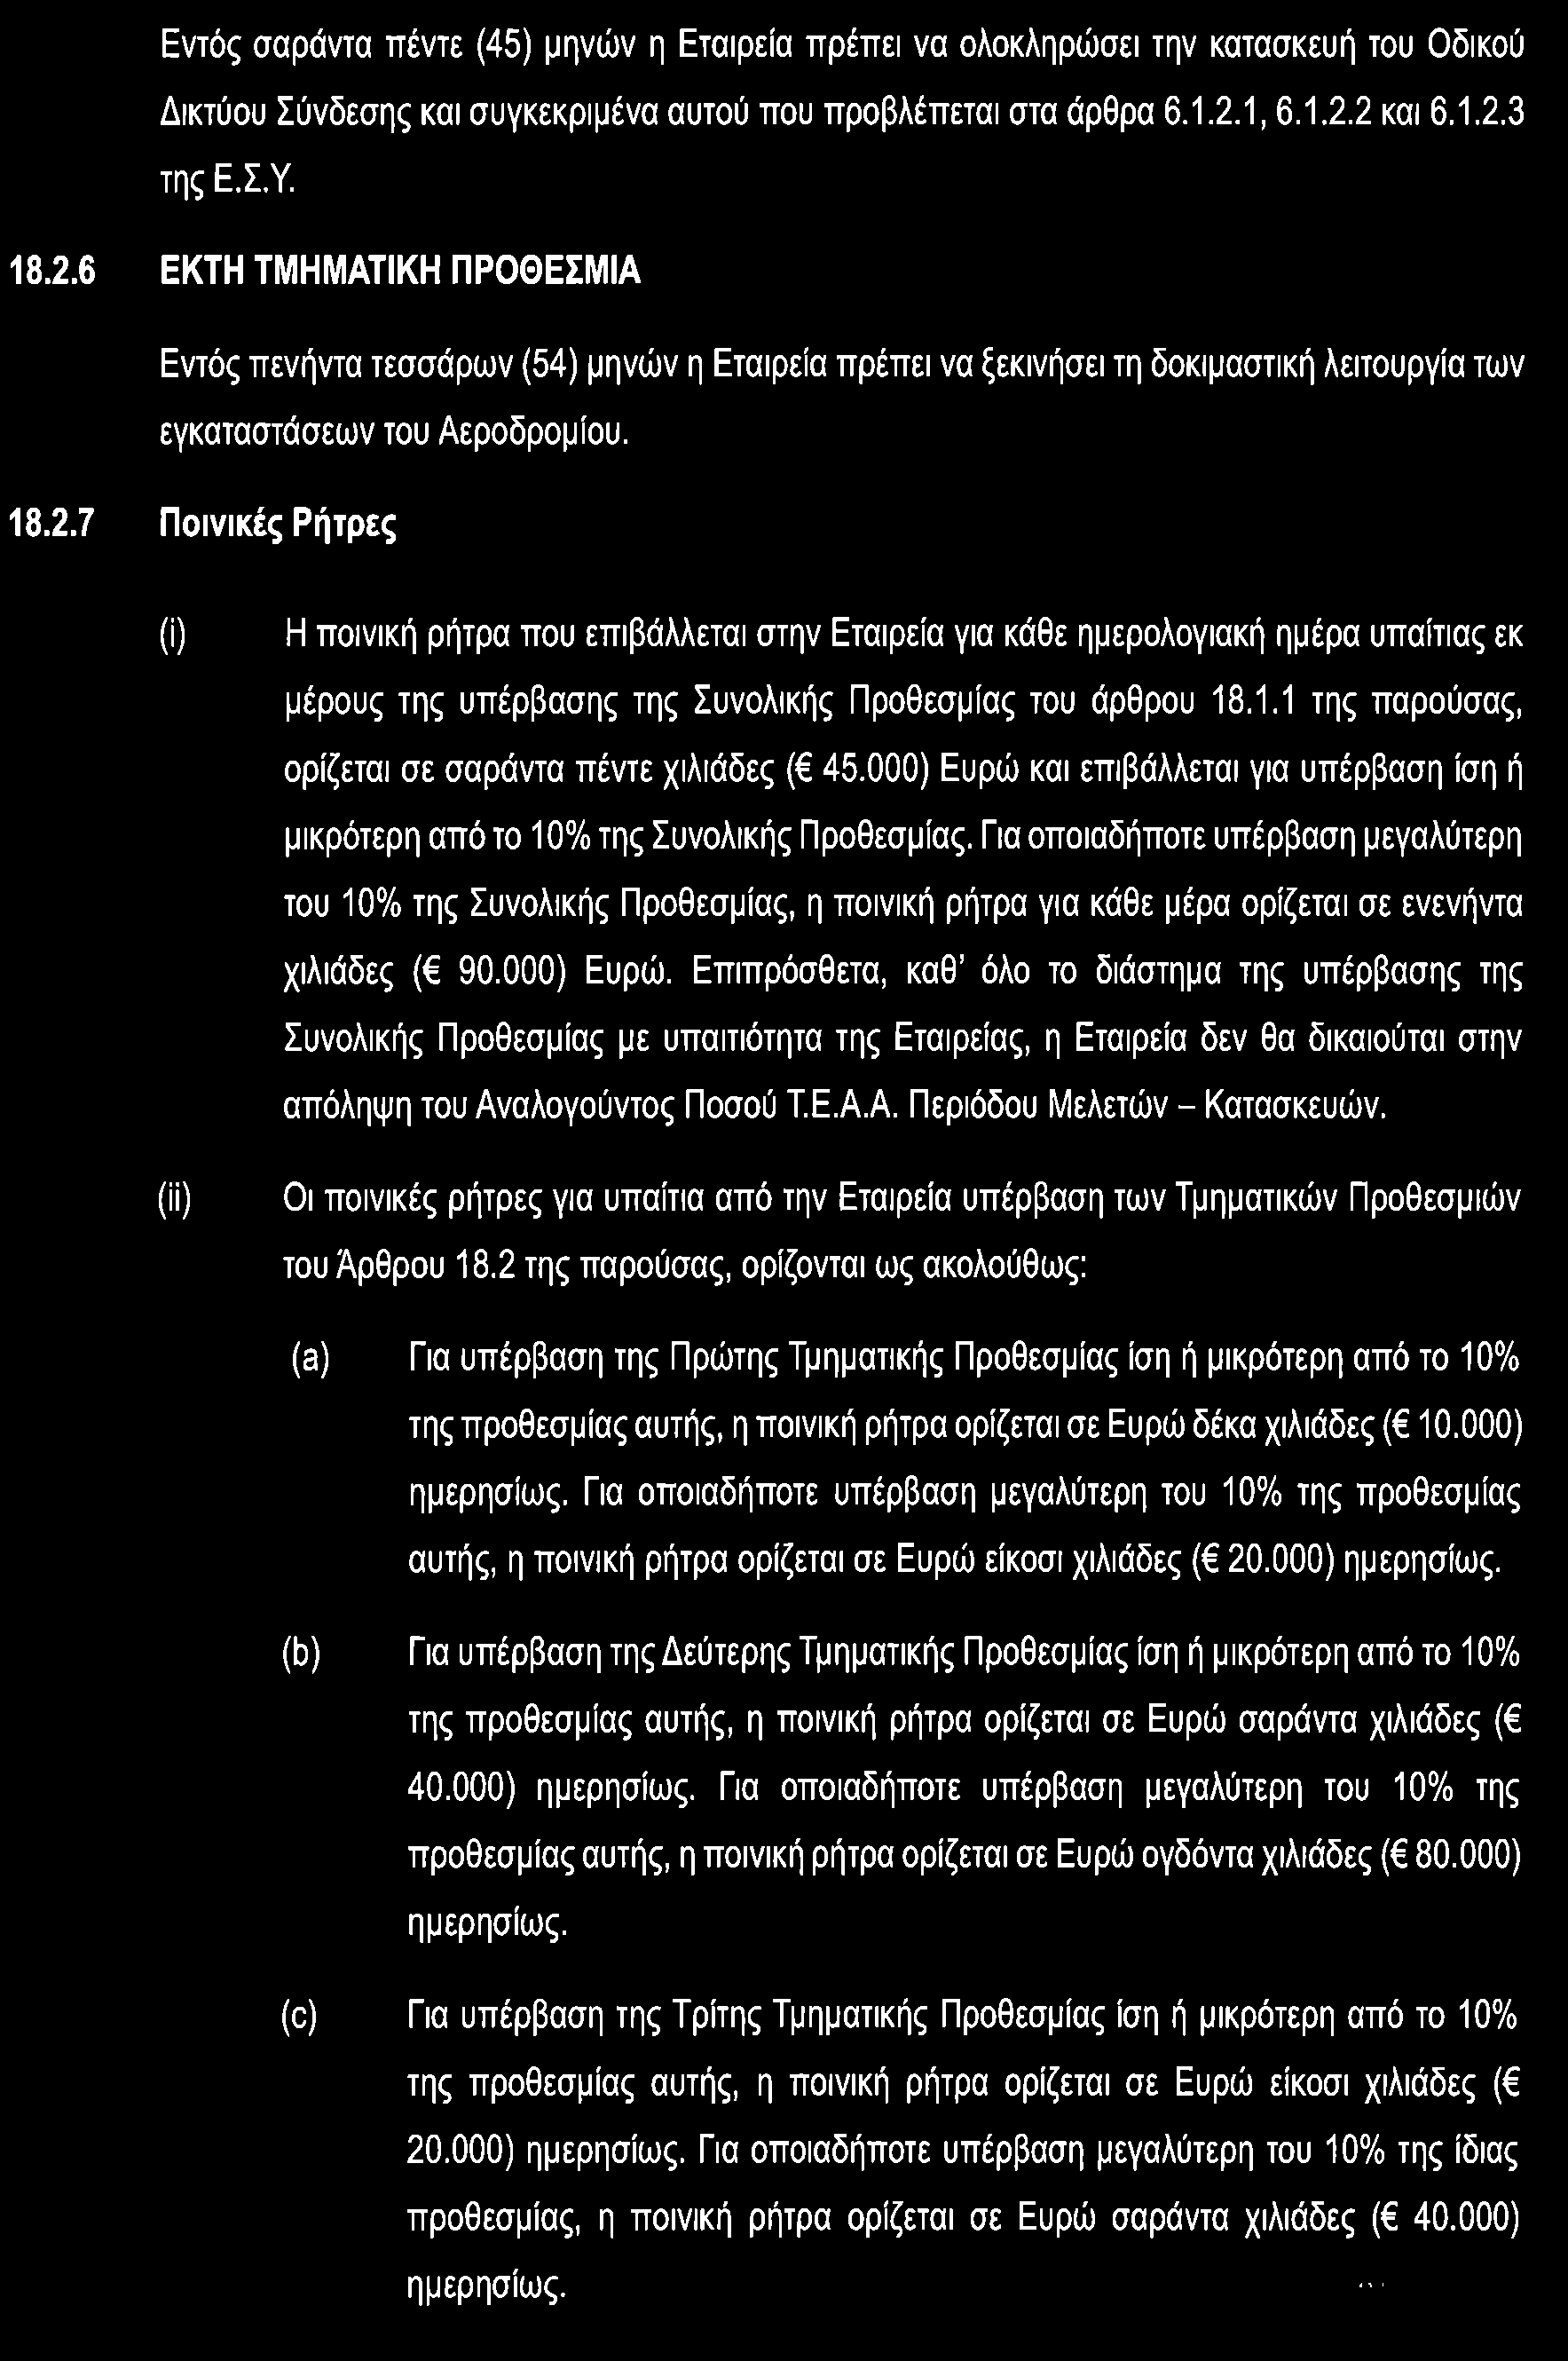 Εντός σαράντα πέντε (45) μηνών η Εταιρεία πρέπει να ολοκληρώσει την κατασκευή του Οδικού
Δικτύου Σύνδεσης και συγκεκριμένα αυτού που προβλέπεται στα άρθρα 6.1.2.1, 6.1.2.2 και 6.1.2.3
της Ε.Σ.Υ.
18.2.6 ΕΚΤΗ ΤΜΗΜΑΤΙΚΗ ΠΡΟΘΕΣΜΙΑ
Εντός πενήντα τεσσάρων (54) μηνών η Εταιρεία πρέπει να ξεκινήσει τη δοκιμαστική λειτουργία των
εγκαταστάσεων του Αεροδρομίου.
18.2.7 Ποινικές Ρήτρες
(i) Η ποινική ρήτρα που επιβάλλεται στην Εταιρεία για κάθε ημερολογιακή ημέρα υπαίτιας εκ
μέρους της υπέρβασης της Συνολικής Προθεσμίας του άρθρου 18.1.1 της παρούσας,
ορίζεται σε σαράντα πέντε χιλιάδες (€ 45.000) Ευρώ και επιβάλλεται για υπέρβαση ίση ή
μικρότερη από το 10% της Συνολικής Προθεσμίας. Για οποιαδήποτε υπέρβαση μεγαλύτερη
του 10% της Συνολικής Προθεσμίας, η ποινική ρήτρα για κάθε μέρα ορίζεται σε ενενήντα
χιλιάδες (€ 90.000) Ευρώ. Επιπρόσθετα, καθ’ όλο το διάστημα της υπέρβασης της
Συνολικής Προθεσμίας με υπαιτιότητα της Εταιρείας, η Εταιρεία δεν θα δικαιούται στην
απόληψη του Αναλογούντος Ποσού Τ.Ε.Α.Α. Περιόδου Μελετών – Κατασκευών.
(ii) Οι ποινικές ρήτρες για υπαίτια από την Εταιρεία υπέρβαση των Τμηματικών Προθεσμιών
του Άρθρου 18.2 της παρούσας, ορίζονται ως ακολούθως:
(a) Για υπέρβαση της Πρώτης Τμηματικής Προθεσμίας ίση ή μικρότερη από το 10%
της προθεσμίας αυτής, η ποινική ρήτρα ορίζεται σε Ευρώ δέκα χιλιάδες (€ 10.000)
ημερησίως. Για οποιαδήποτε υπέρβαση μεγαλύτερη του 10% της προθεσμίας
αυτής, η ποινική ρήτρα ορίζεται σε Ευρώ είκοσι χιλιάδες (€ 20.000) ημερησίως.
(b) Για υπέρβαση της Δεύτερης Τμηματικής Προθεσμίας ίση ή μικρότερη από το 10%
της προθεσμίας αυτής, η ποινική ρήτρα ορίζεται σε Ευρώ σαράντα χιλιάδες (€
40.000) ημερησίως. Για οποιαδήποτε υπέρβαση μεγαλύτερη του 10% της
προθεσμίας αυτής, η ποινική ρήτρα ορίζεται σε Ευρώ ογδόντα χιλιάδες (€ 80.000)
ημερησίως.
(c) Για υπέρβαση της Τρίτης Τμηματικής Προθεσμίας ίση ή μικρότερη από το 10%
της προθεσμίας αυτής, η ποινική ρήτρα ορίζεται σε Ευρώ είκοσι χιλιάδες (€
20.000) ημερησίως. Για οποιαδήποτε υπέρβαση μεγαλύτερη του 10% της ίδιας
προθεσμίας, η ποινική ρήτρα ορίζεται σε Ευρώ σαράντα χιλιάδες (€ 40.000)
ημερησίως.